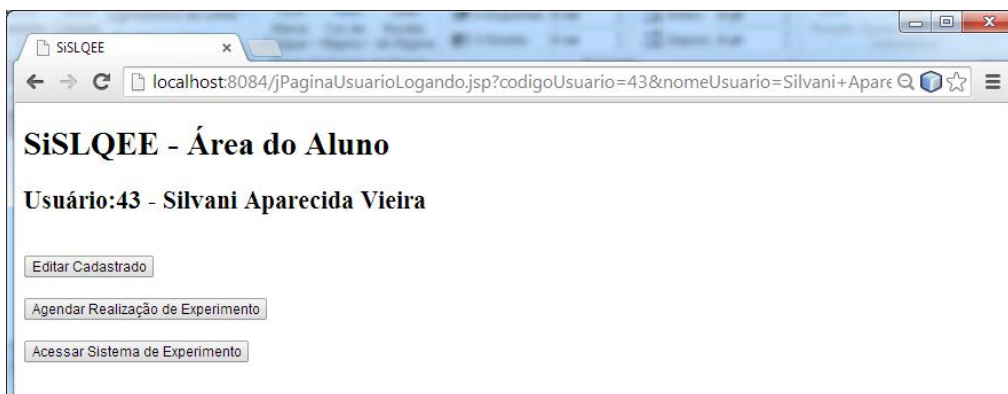 SiSLQEE
localhost:8084/jPaginaUsuarioLogando.jsp?codigoUsuario=43&nomeUsuario=Silvani+Apare
SiSLQEE - Área do Aluno
Usuário:43 - Silvani Aparecida Vieira
Editar Cadastrado
Agendar Realização de Experimento
Acessar Sistema de Experimento